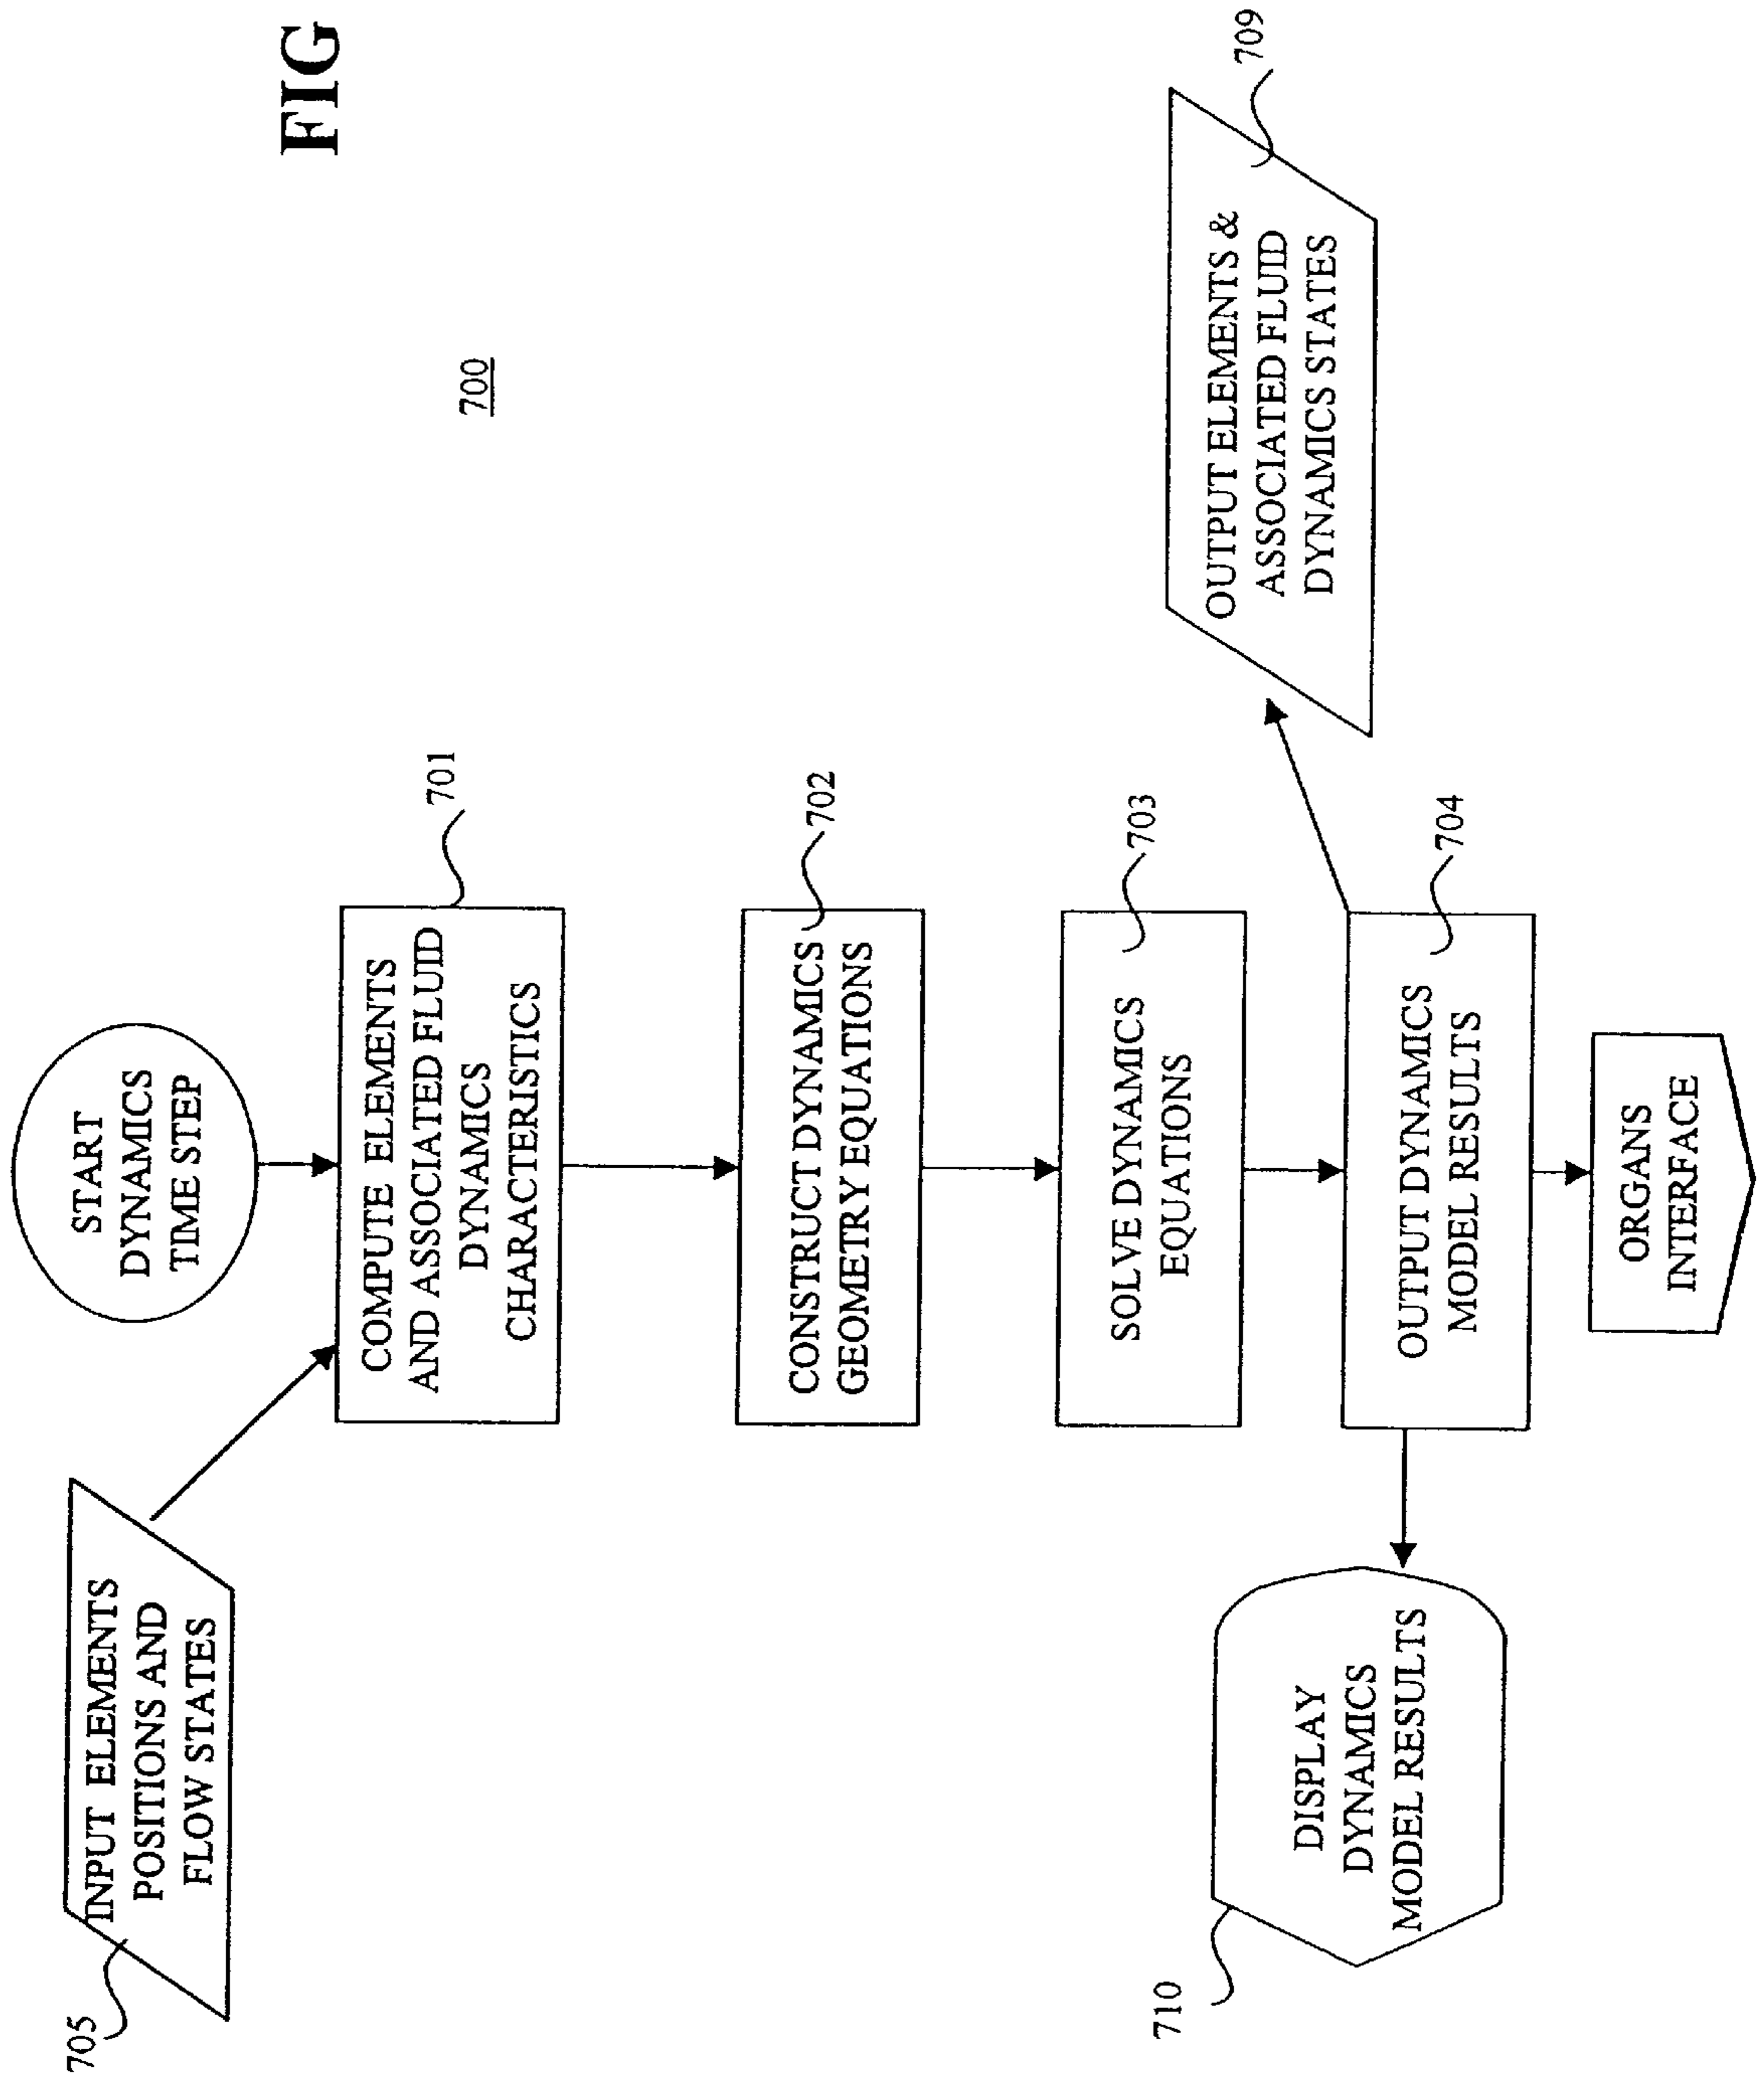 FIG
700
START
DYNAMICS
TIME STEP
INPUT ELEMENTS
POSITIONS AND
FLOW STATES
705
COMPUTE ELEMENTS
AND ASSOCIATED FLUID
DYNAMICS
CHARACTERISTICS
701
CONSTRUCT DYNAMICS
GEOMETRY EQUATIONS
702
SOLVE DYNAMICS
EQUATIONS
703
OUTPUT DYNAMICS
MODEL RESULTS
704
OUTPUT ELEMENTS &
ASSOCIATED FLUID
DYNAMICS STATES
709
DISPLAY
DYNAMICS
MODEL RESULTS
710
ORGANS
INTERFACE